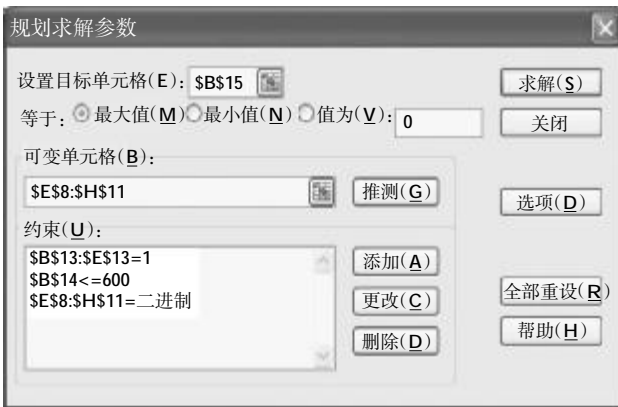 规划求解参数
设置目标单元格(E): $B$15
求解(S)
等于: 最大值(M) 最小值(N) 值为(V): 0
关闭
可变单元格(B):
$E$8:$H$11
推测(G)
选项(D)
约束(U):
$B$13:$E$13=1
$B$14<=600
$E$8:$H$11=二进制
添加(A)
更改(C)
删除(D)
全部重设(R)
帮助(H)